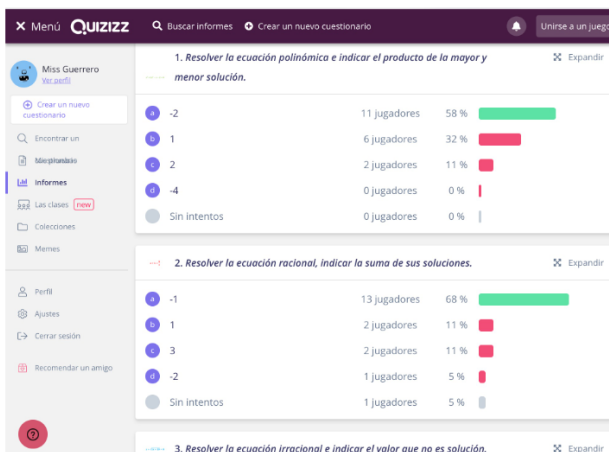 Menú QUIZIZZ Buscar informes Crear un nuevo cuestionario Unirse a un juego
Miss Guerrero
Ver perfil
Crear un nuevo
cuestionario
Encontrar un
Informes
Las clases new
Colecciones
Memes
Perfil
Ajustes
Cerrar sesión
Recomendar un amigo
1. Resolver la ecuación polinómica e indicar el producto de la mayor y Expandir
menor solución.
a -2 11 jugadores 58 %
b 1 6 jugadores 32 %
c 2 2 jugadores 11 %
d -4 0 jugadores 0 %
Sin intentos 0 jugadores 0 %
2. Resolver la ecuación racional, indicar la suma de sus soluciones. Expandir
a -1 13 jugadores 68 %
b 1 2 jugadores 11 %
c 3 2 jugadores 11 %
d -2 1 jugadores 5 %
Sin intentos 1 jugadores 5 %
3. Resolver la ecuación irracional e indicar el valor que no es solución. Expandir